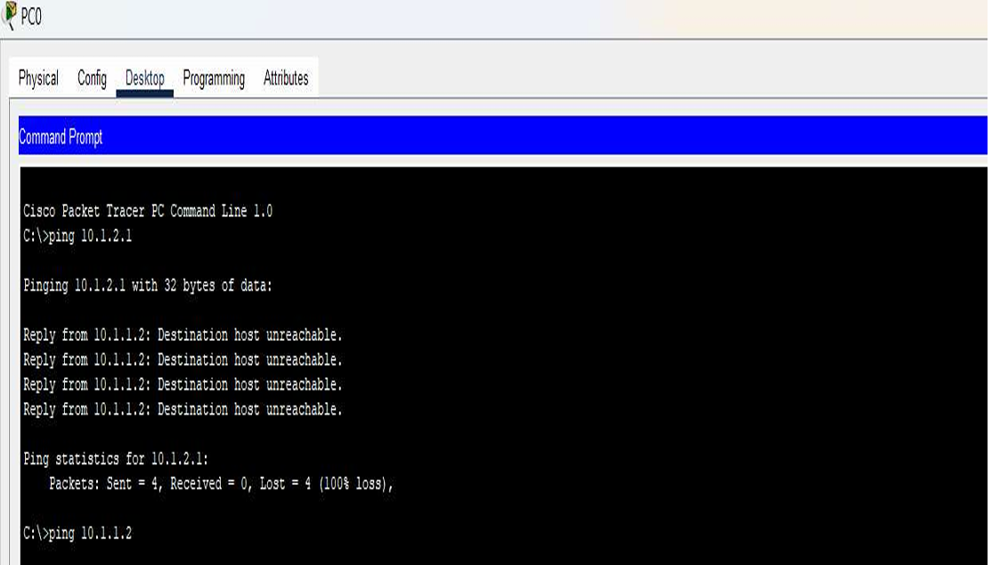 PC0
Physical Config Desktop Programming Attributes
Command Prompt
Cisco Packet Tracer PC Command Line 1.0
C:\>ping 10.1.2.1
Pinging 10.1.2.1 with 32 bytes of data:
Reply from 10.1.1.2: Destination host unreachable.
Reply from 10.1.1.2: Destination host unreachable.
Reply from 10.1.1.2: Destination host unreachable.
Reply from 10.1.1.2: Destination host unreachable.
Ping statistics for 10.1.2.1:
Packets: Sent = 4, Received = 0, Lost = 4 (100% loss),
C:\>ping 10.1.1.2